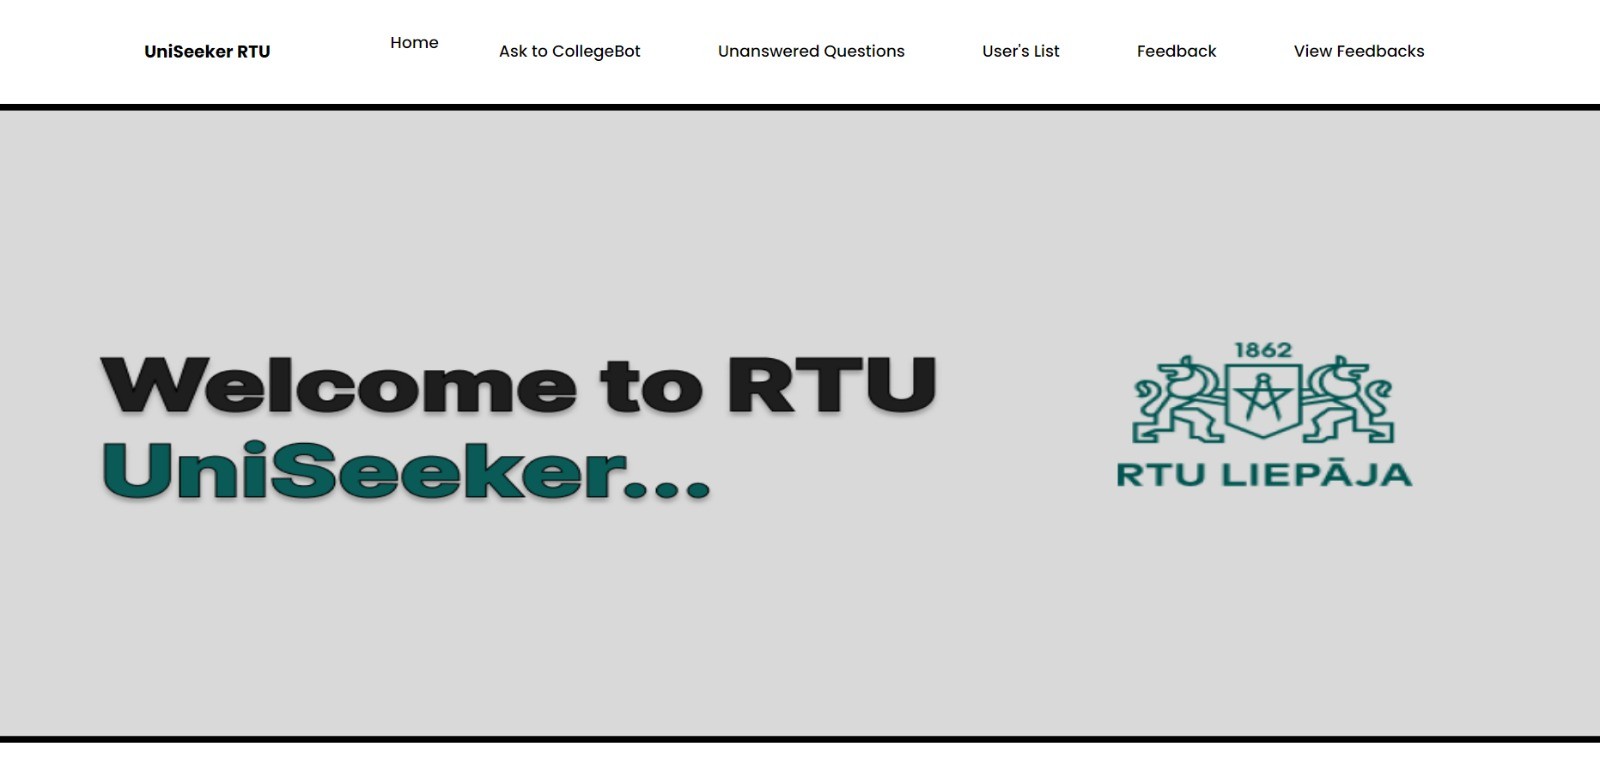 UniSeeker RTU Home Ask to CollegeBot Unanswered Questions User's List Feedback View Feedbacks
Welcome to RTU
UniSeeker...
1862
RTU LIEPĀJA